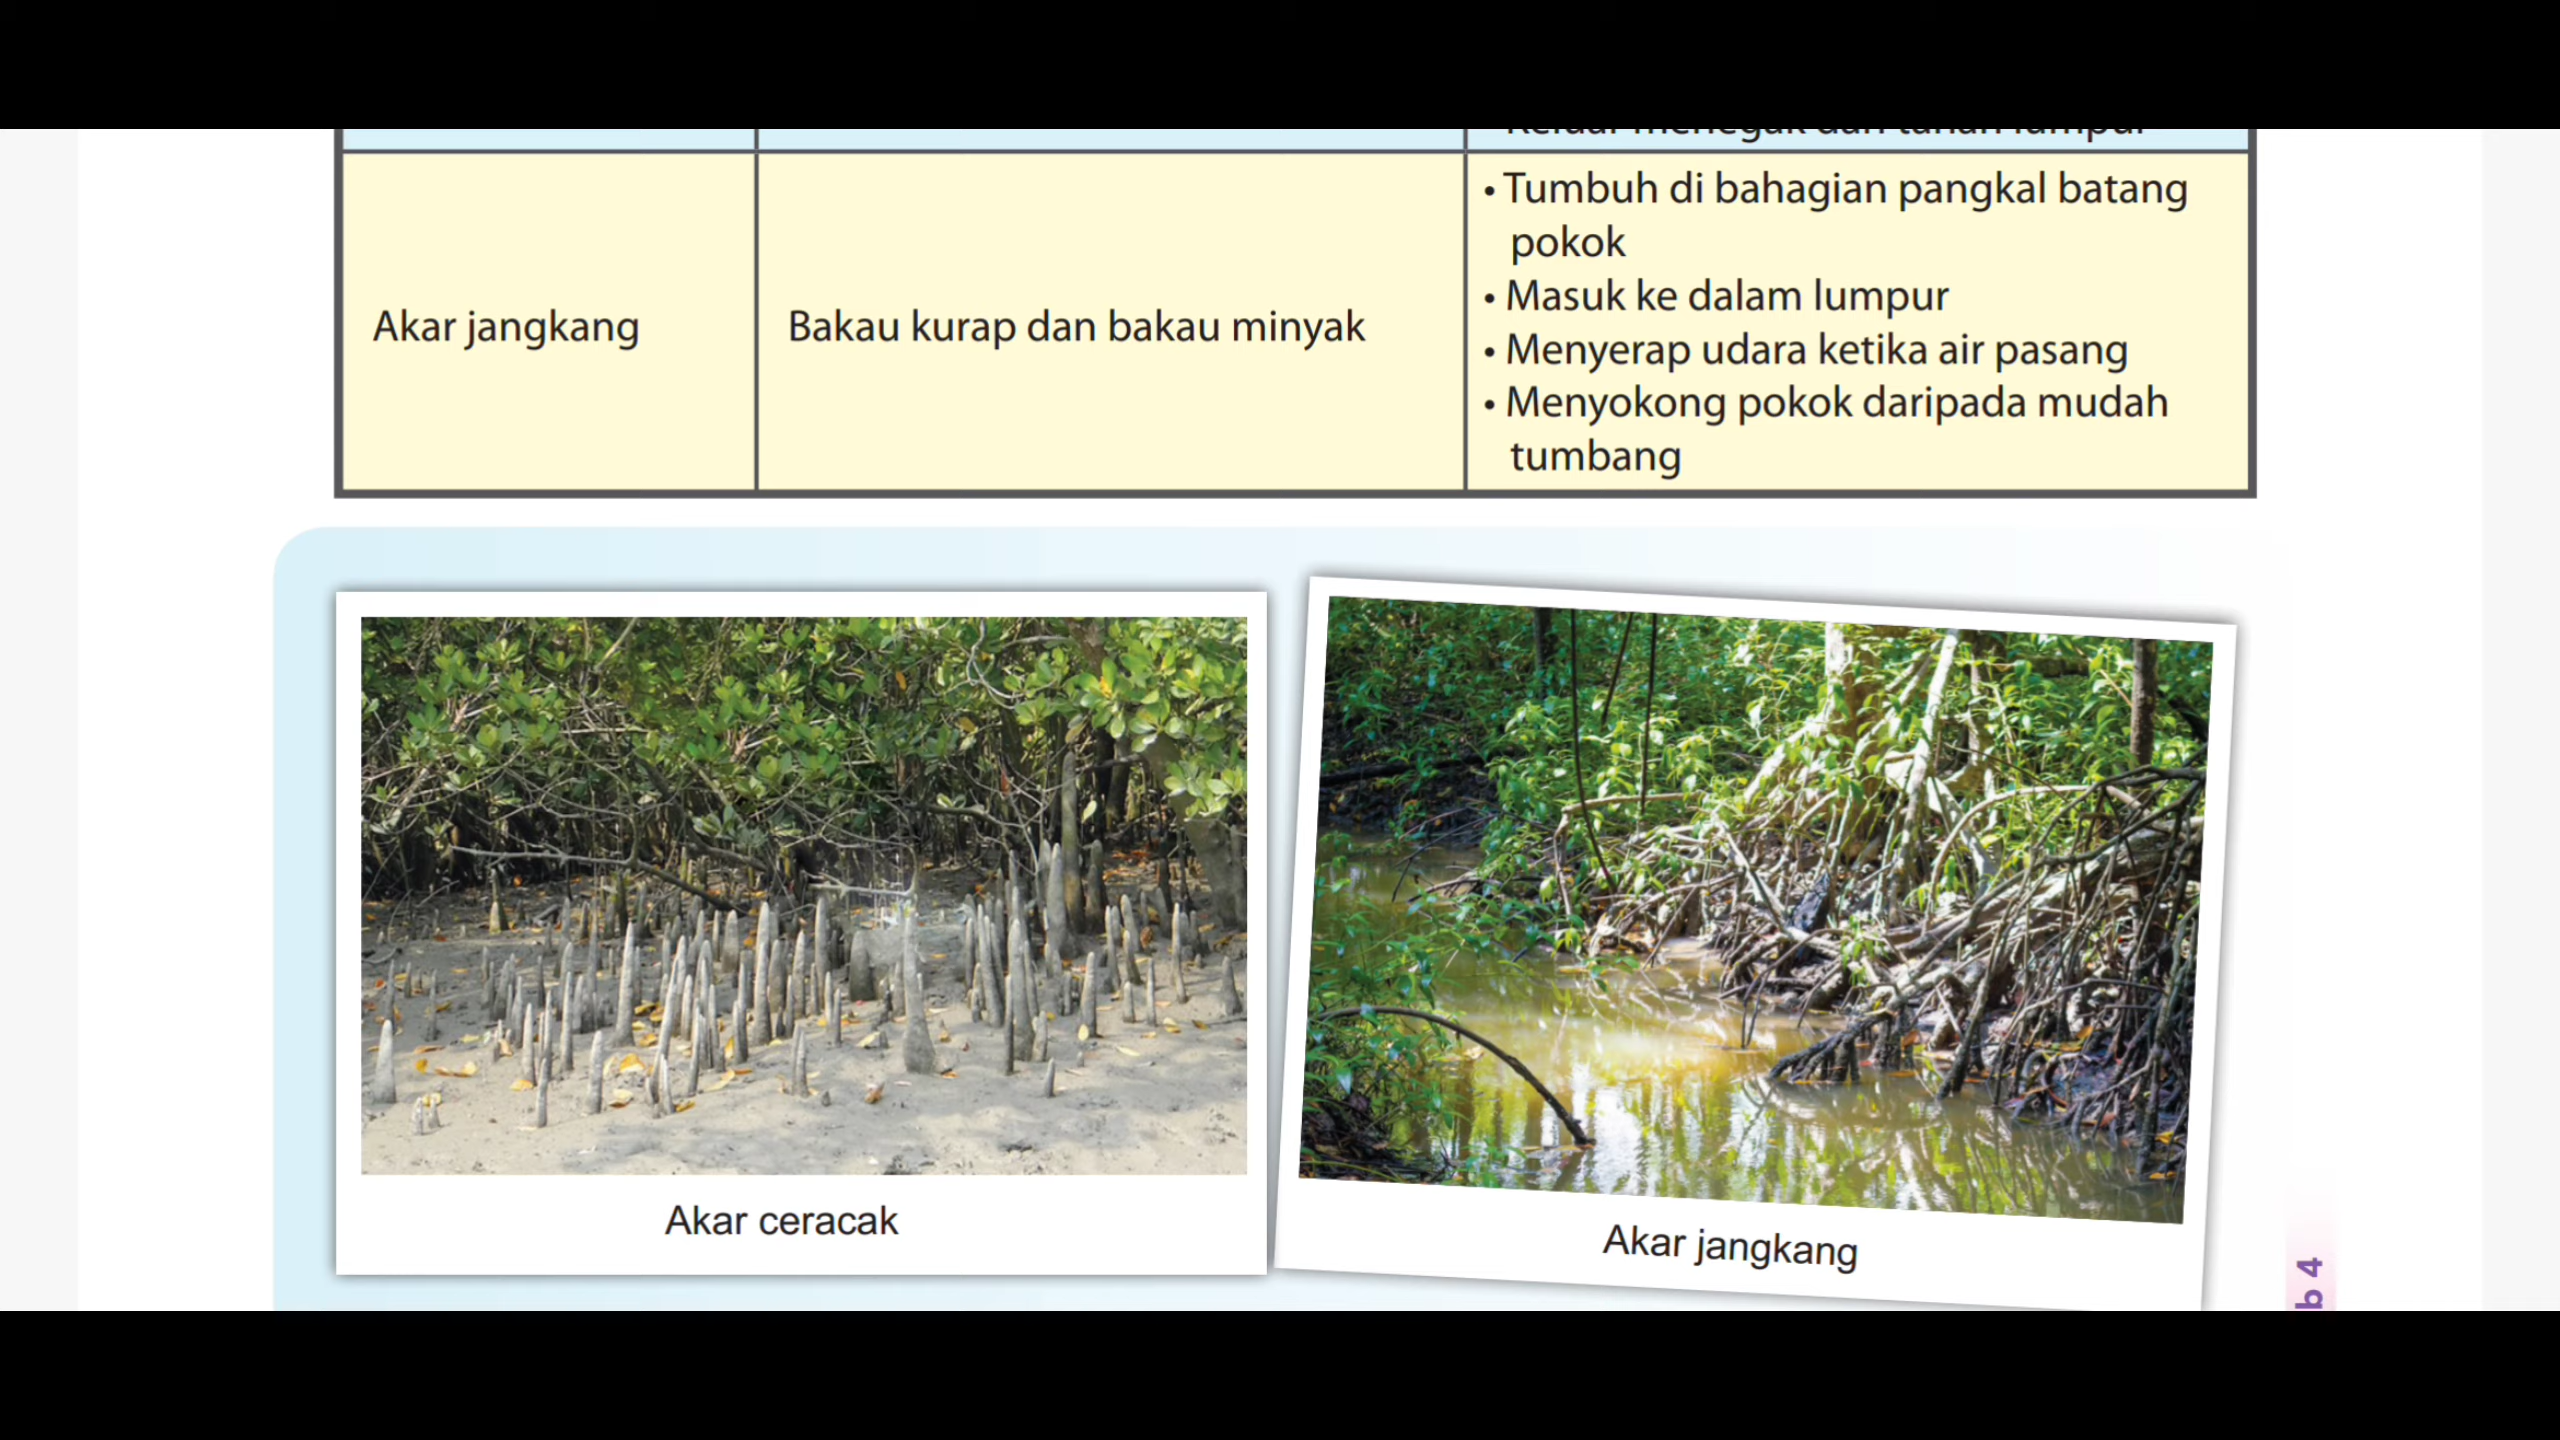 Akar jangkang
Bakau kurap dan bakau minyak
• Tumbuh di bahagian pangkal batang
pokok
• Masuk ke dalam lumpur
• Menyerap udara ketika air pasang
• Menyokong pokok daripada mudah
tumbang
Akar ceracak
Akar jangkang
b 4